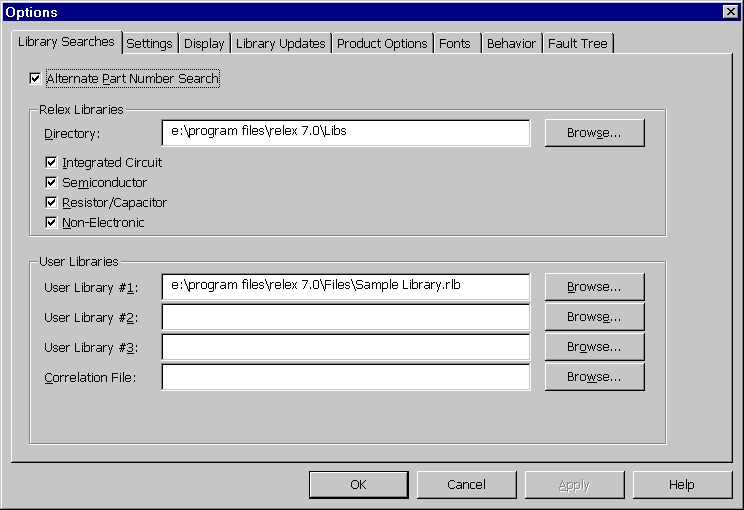 Options
Library Searches Settings Display Library Updates Product Options Fonts Behavior Fault Tree
Alternate Part Number Search
Relex Libraries
Directory: e:\program files\relex 7.0\Libs Browse...
Integrated Circuit
Semiconductor
Resistor/Capacitor
Non-Electronic
User Libraries
User Library #1: e:\program files\relex 7.0\Files\Sample Library.rlb Browse...
User Library #2: Browse...
User Library #3: Browse...
Correlation File: Browse...
OK Cancel Apply Help